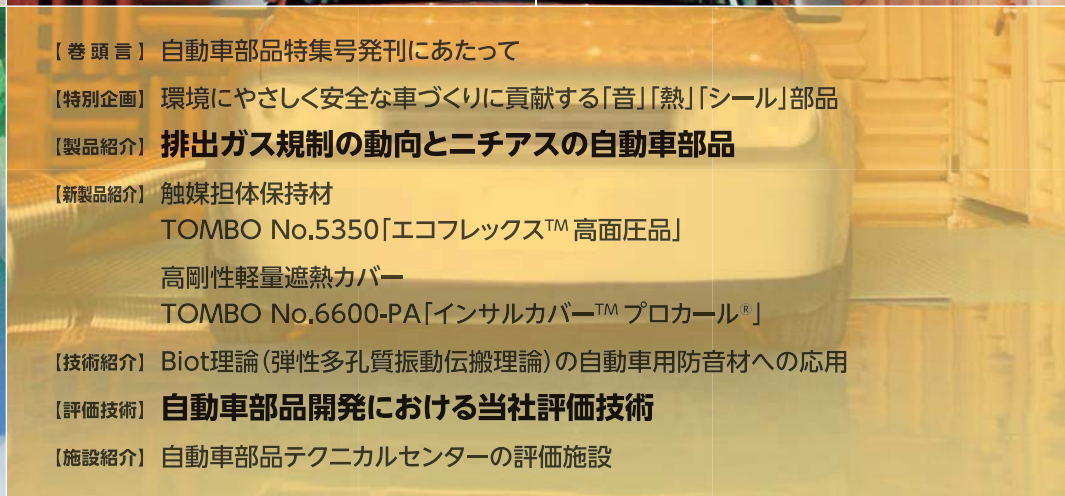 【巻頭言】 自動車部品特集号発刊にあたって
【特別企画】 環境にやさしく安全な車づくりに貢献する「音」「熱」「シール」部品
【製品紹介】 排出ガス規制の動向とニチアスの自動車部品
【新製品紹介】 触媒担体保持材
TOMBO No.5350「エコフレックス™ 高面圧品」
高剛性軽量遮熱カバー
TOMBO No.6600-PA「インサルカバー™ プロカール®」
【技術紹介】 Biot理論(弾性多孔質振動伝搬理論)の自動車用防音材への応用
【評価技術】 自動車部品開発における当社評価技術
【施設紹介】 自動車部品テクニカルセンターの評価施設